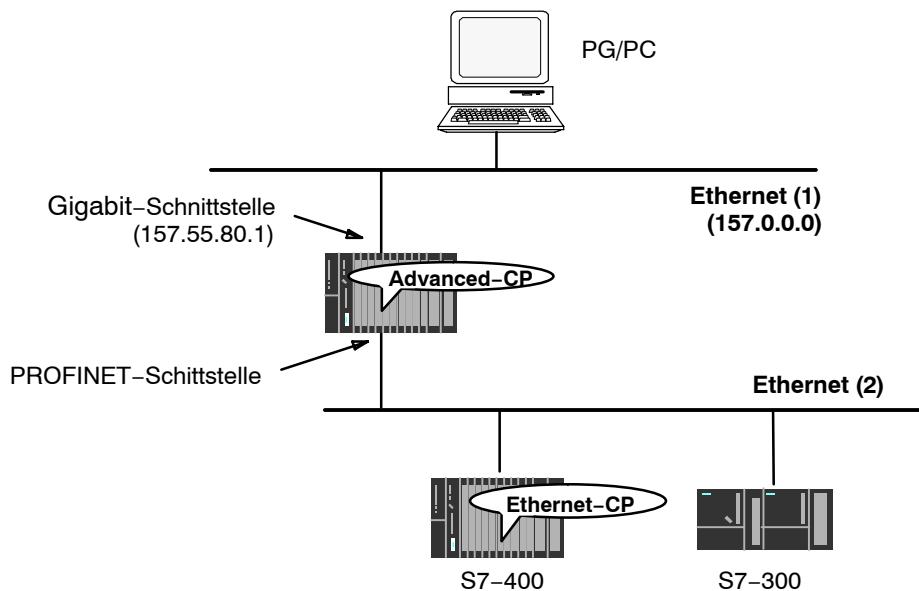 PG/PC
Ethernet (1)
(157.0.0.0)
Gigabit–Schnittstelle
(157.55.80.1)
Advanced–CP
PROFINET–Schittstelle
Ethernet (2)
Ethernet–CP
S7–400
S7–300